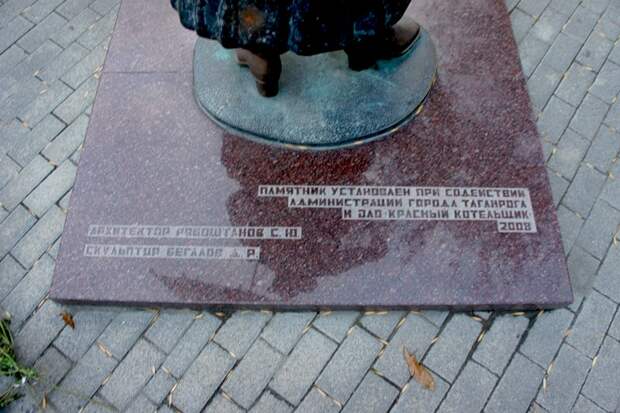 ПАМЯТНИК УСТАНОВЛЕН ПРИ СОДЕЙСТВИИ
АДМИНИСТРАЦИИ ГОРОДА ТАГАНРОГА
И ОАО КРАСНЫЙ КОТЕЛЬЩИК
2008
АРХИТЕКТОР РЯБОШТАНОВ С. Ю
СКУЛЬПТОР БЕГАЛОВ Д. Р.